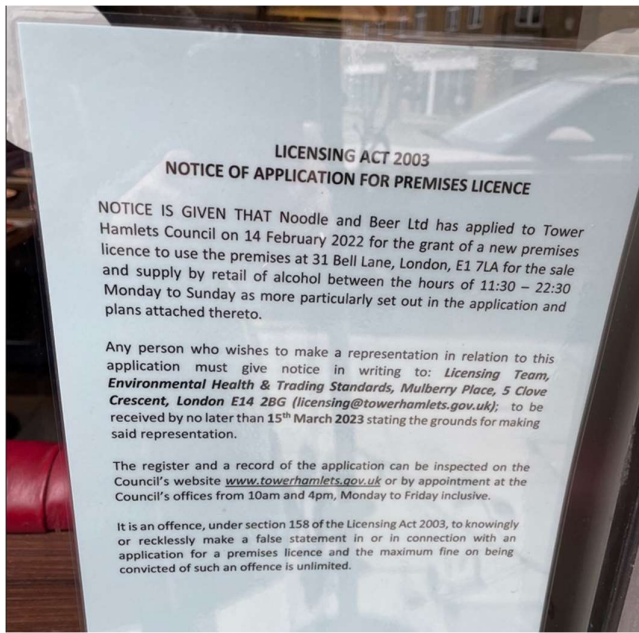 LICENSING ACT 2003
NOTICE OF APPLICATION FOR PREMISES LICENCE
NOTICE IS GIVEN THAT Noodle and Beer Ltd has applied to Tower
Hamlets Council on 14 February 2022 for the grant of a new premises
licence to use the premises at 31 Bell Lane, London, E1 7LA for the sale
and supply by retail of alcohol between the hours of 11:30 – 22:30
Monday to Sunday as more particularly set out in the application and
plans attached thereto.
Any person who wishes to make a representation in relation to this
application must give notice in writing to: Licensing Team,
Environmental Health & Trading Standards, Mulberry Place, 5 Clove
Crescent, London E14 2BG (licensing@towerhamlets.gov.uk); to be
received by no later than 15th March 2023 stating the grounds for making
said representation.
The register and a record of the application can be inspected on the
Council's website www.towerhamlets.gov.uk or by appointment at the
Council's offices from 10am and 4pm, Monday to Friday inclusive.
It is an offence, under section 158 of the Licensing Act 2003, to knowingly
or recklessly make a false statement in or in connection with an
application for a premises licence and the maximum fine on being
convicted of such an offence is unlimited.